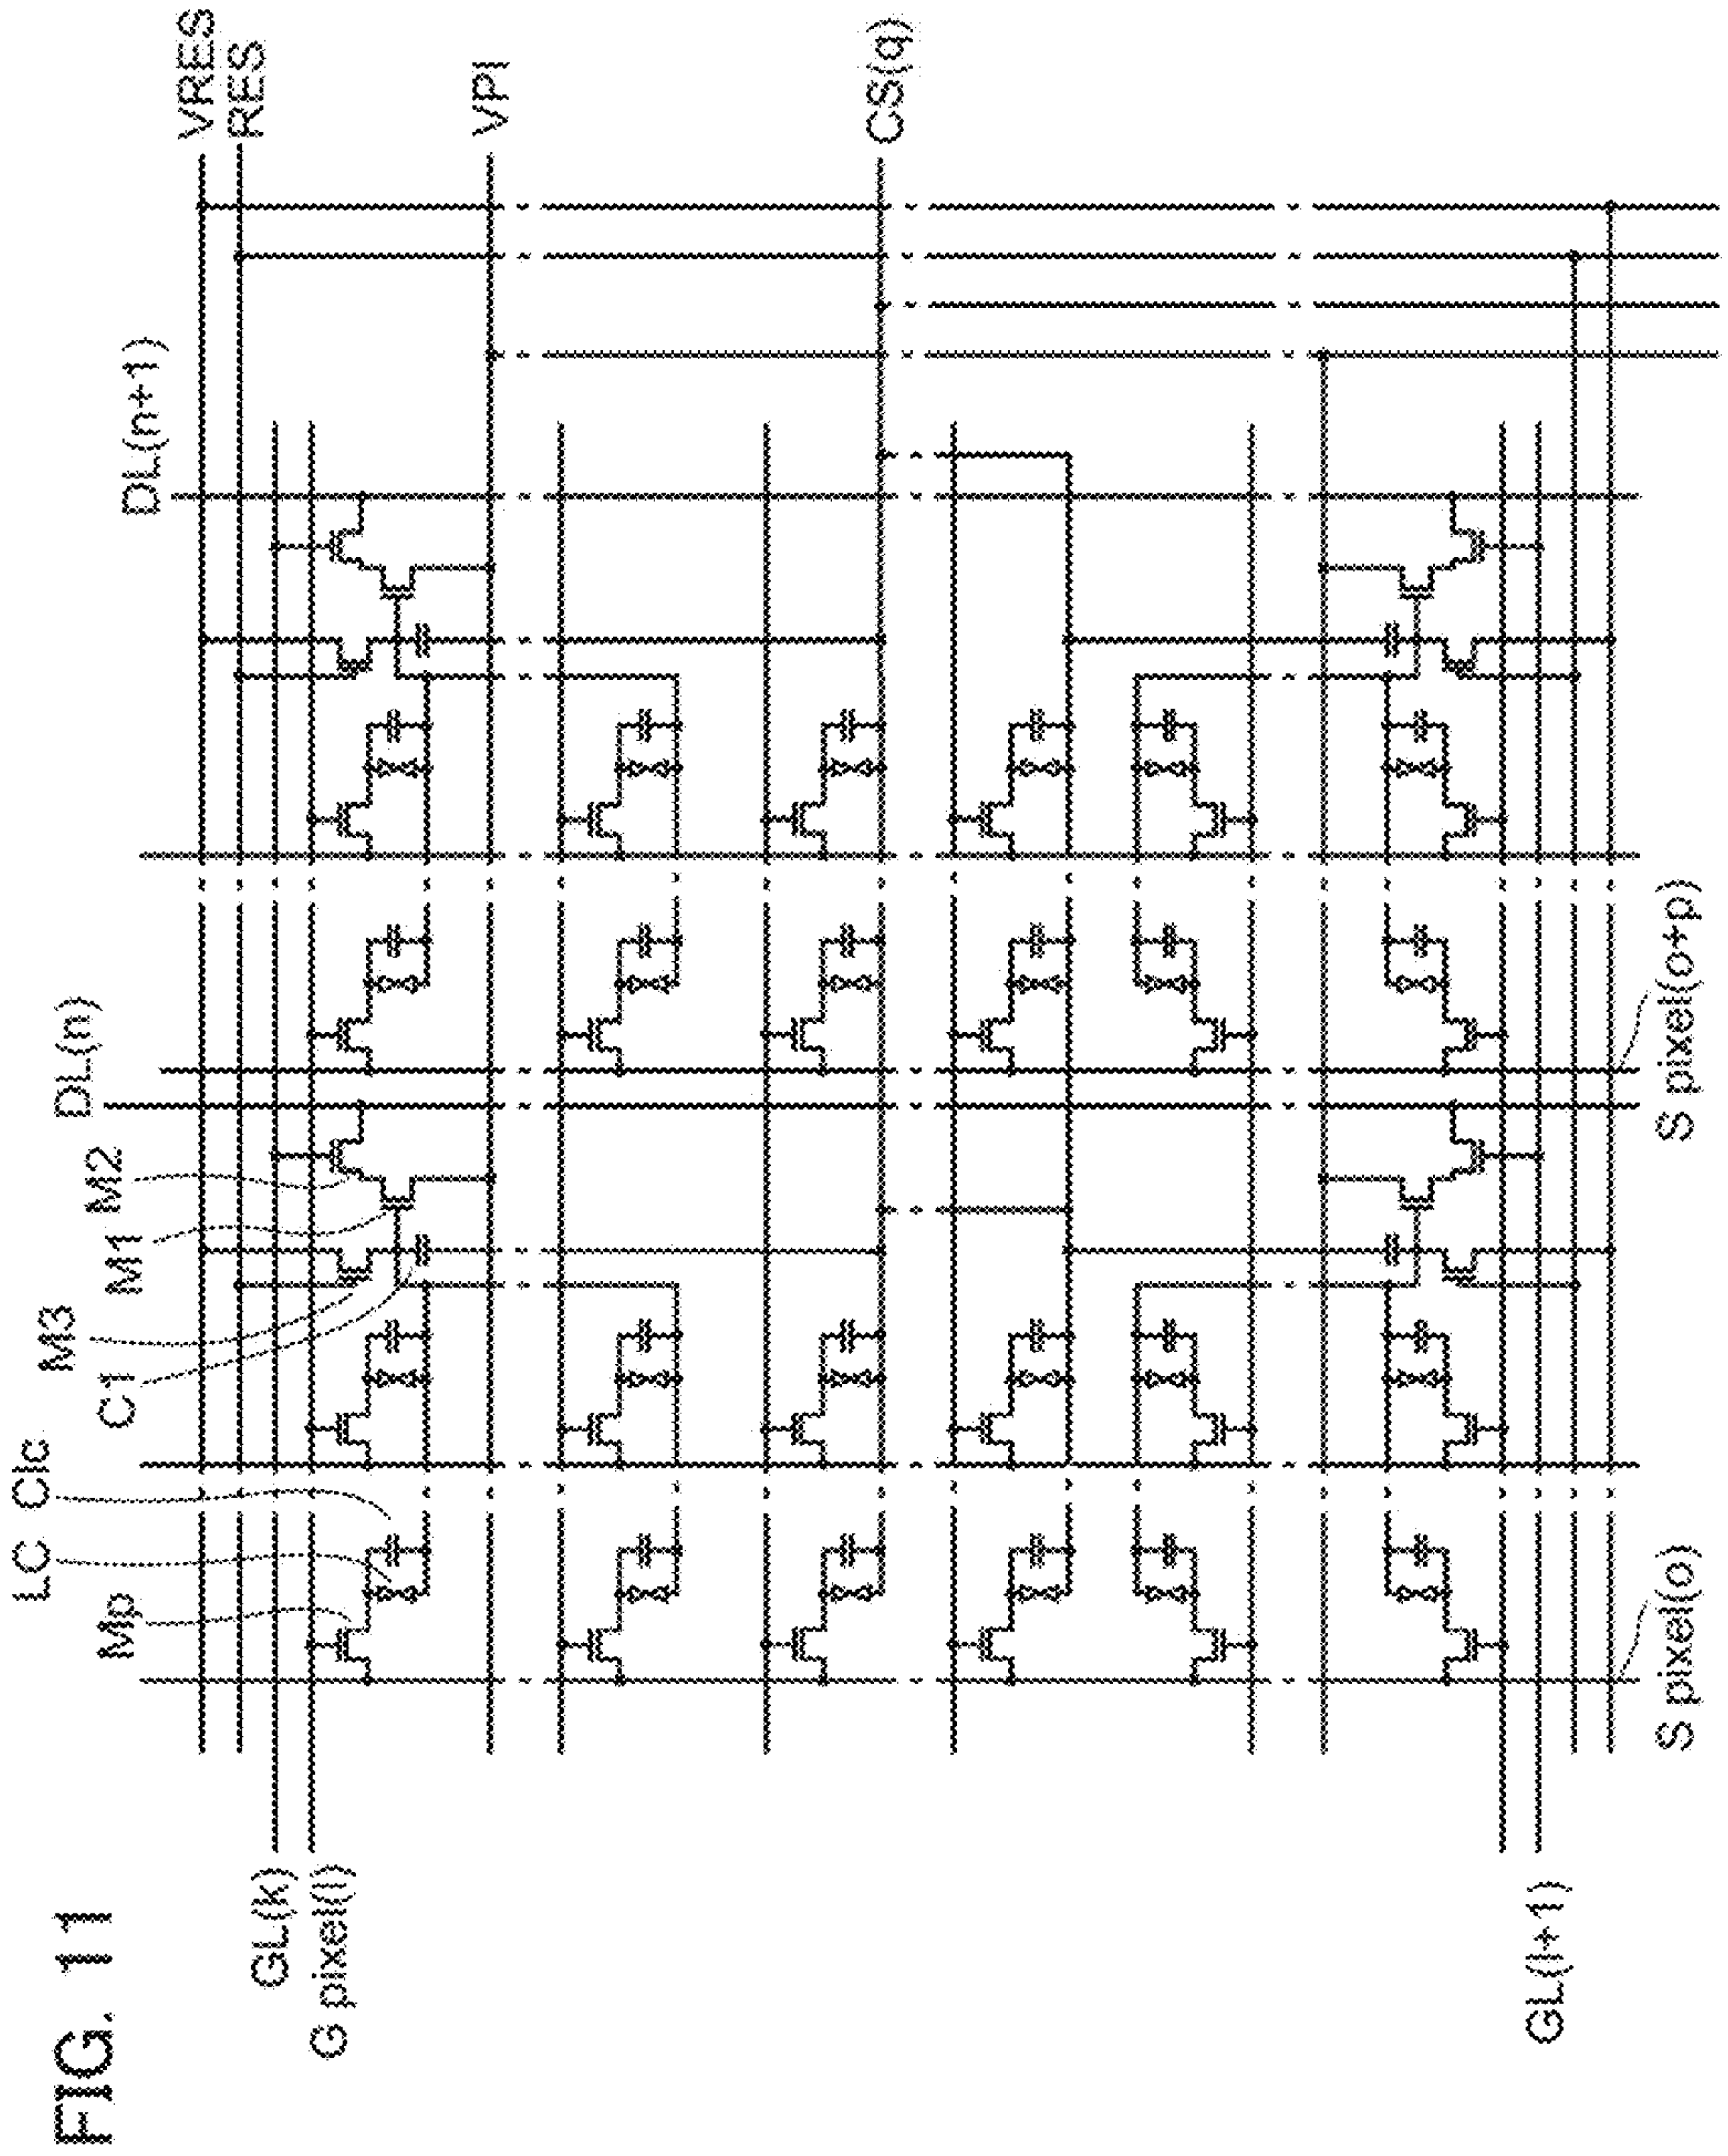 FIG. 11
LC
Clc
Mp
C1
M3
M1
M2
DL(n)
DL(n+1)
VRES
RES
VPI
CS(q)
GL(k)
G pixel(l)
GL(l+1)
S pixel(o)
S pixel(o+p)